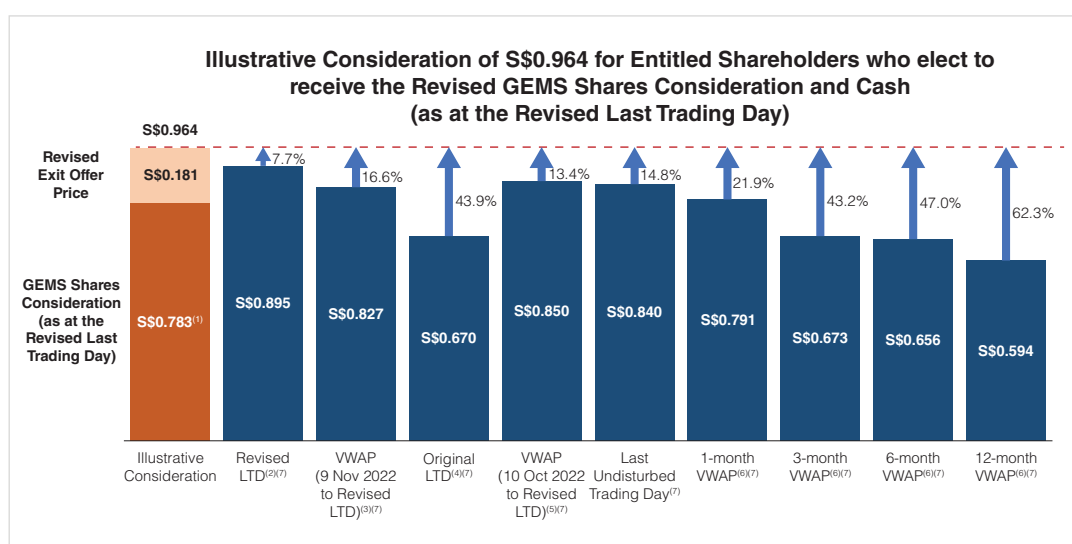 Illustrative Consideration of S$0.964 for Entitled Shareholders who elect to
receive the Revised GEMS Shares Consideration and Cash
(as at the Revised Last Trading Day)
S$0.964
Revised
Exit Offer
Price
S$0.181
GEMS Shares
Consideration
(as at the
Revised Last
Trading Day)
S$0.783(1)
7.7%
S$0.895
16.6%
S$0.827
43.9%
S$0.670
13.4%
S$0.850
14.8%
S$0.840
21.9%
S$0.791
43.2%
S$0.673
47.0%
S$0.656
62.3%
S$0.594
Illustrative
Consideration
Revised
LTD(2)(7)
VWAP
(9 Nov 2022
to Revised
LTD)(3)(7)
Original
LTD(4)(7)
VWAP
(10 Oct 2022
to Revised
LTD)(5)(7)
Last
Undisturbed
Trading Day(7)
1-month
VWAP(6)(7)
3-month
VWAP(6)(7)
6-month
VWAP(6)(7)
12-month
VWAP(6)(7)